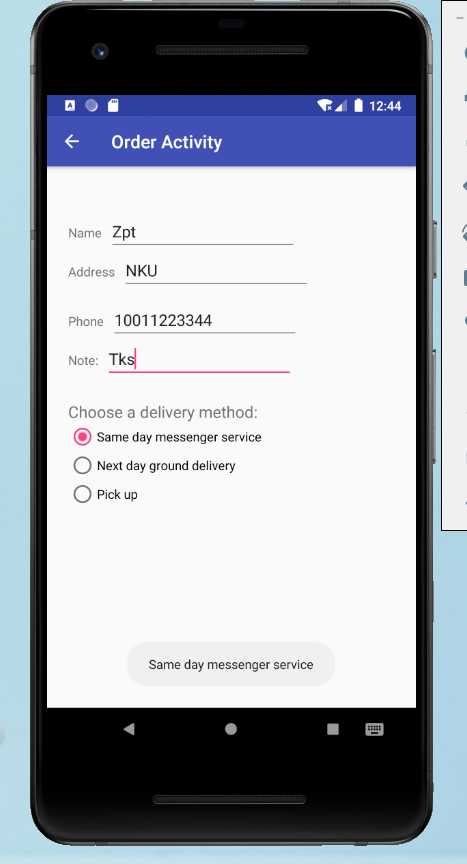 12:44
Order Activity
Name Zpt
Address NKU
Phone 10011223344
Note: Tks
Choose a delivery method:
Same day messenger service
Next day ground delivery
Pick up
Same day messenger service